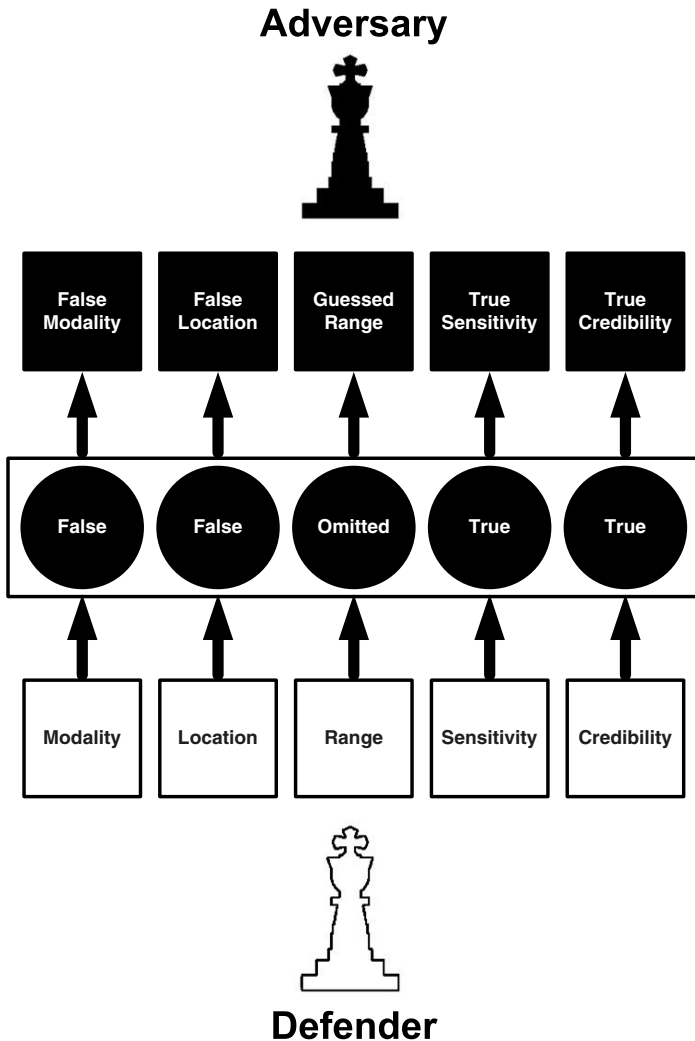 Adversary
False
Modality
False
Location
Guessed
Range
True
Sensitivity
True
Credibility
False
False
Omitted
True
True
Modality
Location
Range
Sensitivity
Credibility
Defender